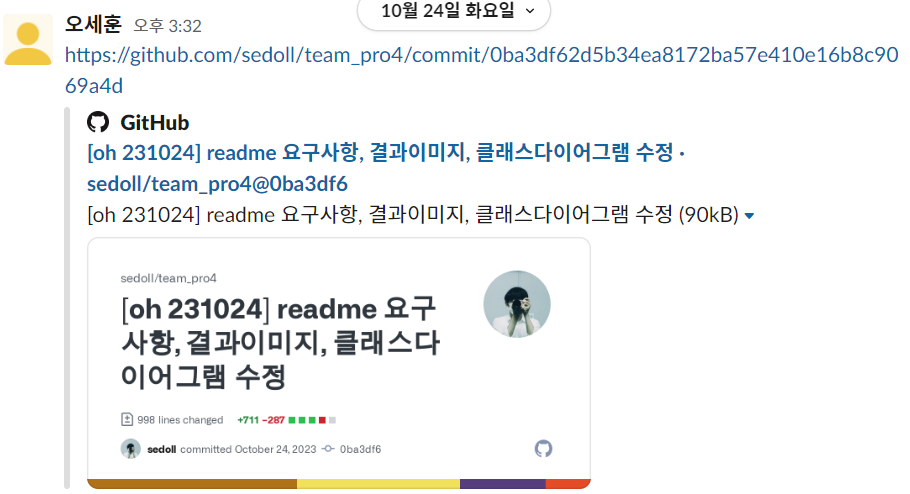 10월 24일 화요일
오세훈 오후 3:32
https://github.com/sedoll/team_pro4/commit/0ba3df62d5b34ea8172ba57e410e16b8c90
69a4d
GitHub
[oh 231024] readme 요구사항, 결과이미지, 클래스다이어그램 수정 ·
sedoll/team_pro4@0ba3df6
[oh 231024] readme 요구사항, 결과이미지, 클래스다이어그램 수정 (90kB)
sedoll/team_pro4
[oh 231024] readme 요구
사항, 결과이미지, 클래스다
이어그램 수정
998 lines changed +711 −287
sedoll committed October 24, 2023 0ba3df6